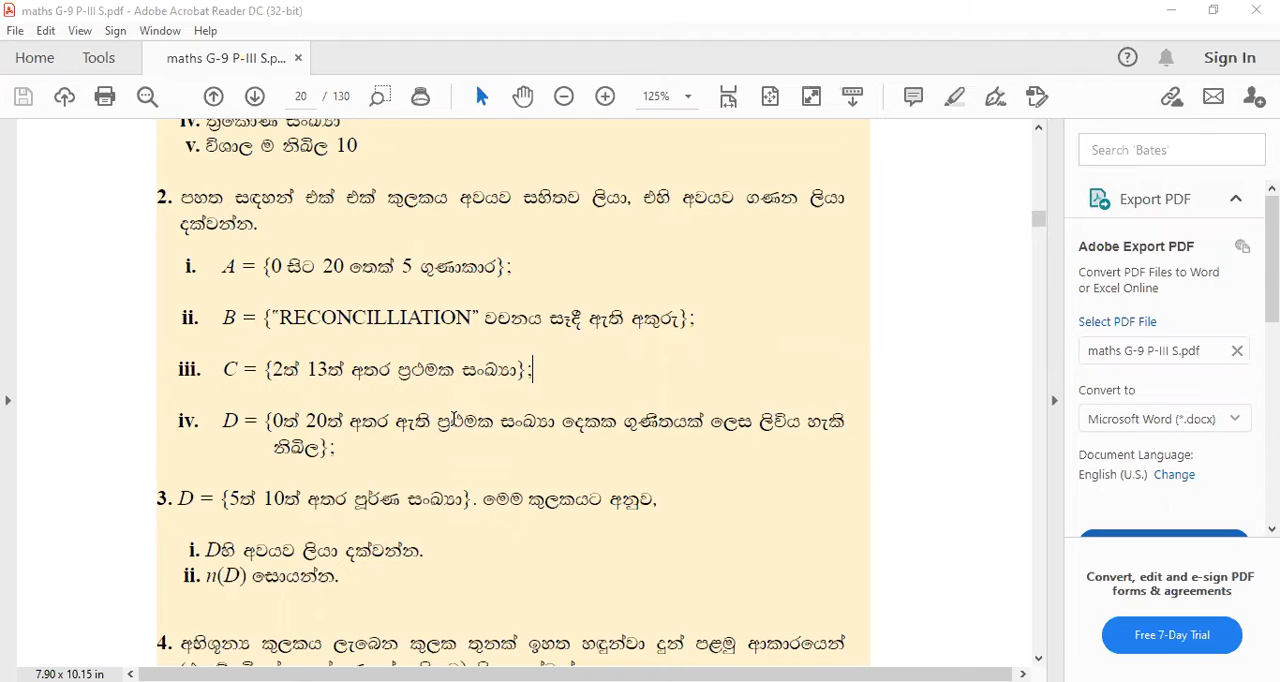 maths G-9 P-III S.pdf - Adobe Acrobat Reader DC (32-bit)
File Edit View Sign Window Help
Home Tools maths G-9 P-III S.p... × Sign In
20 / 130 125%
iv. ත්‍රිකෝණ සංඛ්‍යා
v. විශාල ම නිඛිල 10
2. පහත සඳහන් එක් එක් කුලකය අවයව සහිතව ලියා, එහි අවයව ගණන ලියා
දක්වන්න.
i. A = {0 සිට 20 තෙක් 5 ගුණාකාර};
ii. B = {"RECONCILLIATION" වචනය සෑදී ඇති අකුරු};
iii. C = {2ත් 13ත් අතර ප්‍රථමක සංඛ්‍යා};
iv. D = {0ත් 20ත් අතර ඇති ප්‍රථමක සංඛ්‍යා දෙකක ගුණිතයක් ලෙස ලිවිය හැකි
නිඛිල};
3. D = {5ත් 10ත් අතර පූර්ණ සංඛ්‍යා}. මෙම කුලකයට අනුව,
i. Dහි අවයව ලියා දක්වන්න.
ii. n(D) සොයන්න.
4. අභිශූන්‍ය කුලකය ලැබෙන කුලක තුනක් ඉහත හඳුන්වා දුන් පළමු ආකාරයෙන්
7.90 x 10.15 in
Search 'Bates'
Export PDF
Adobe Export PDF
Convert PDF Files to Word
or Excel Online
Select PDF File
maths G-9 P-III S.pdf
Convert to
Microsoft Word (*.docx)
Document Language:
English (U.S.) Change
Convert, edit and e-sign PDF
forms & agreements
Free 7-Day Trial